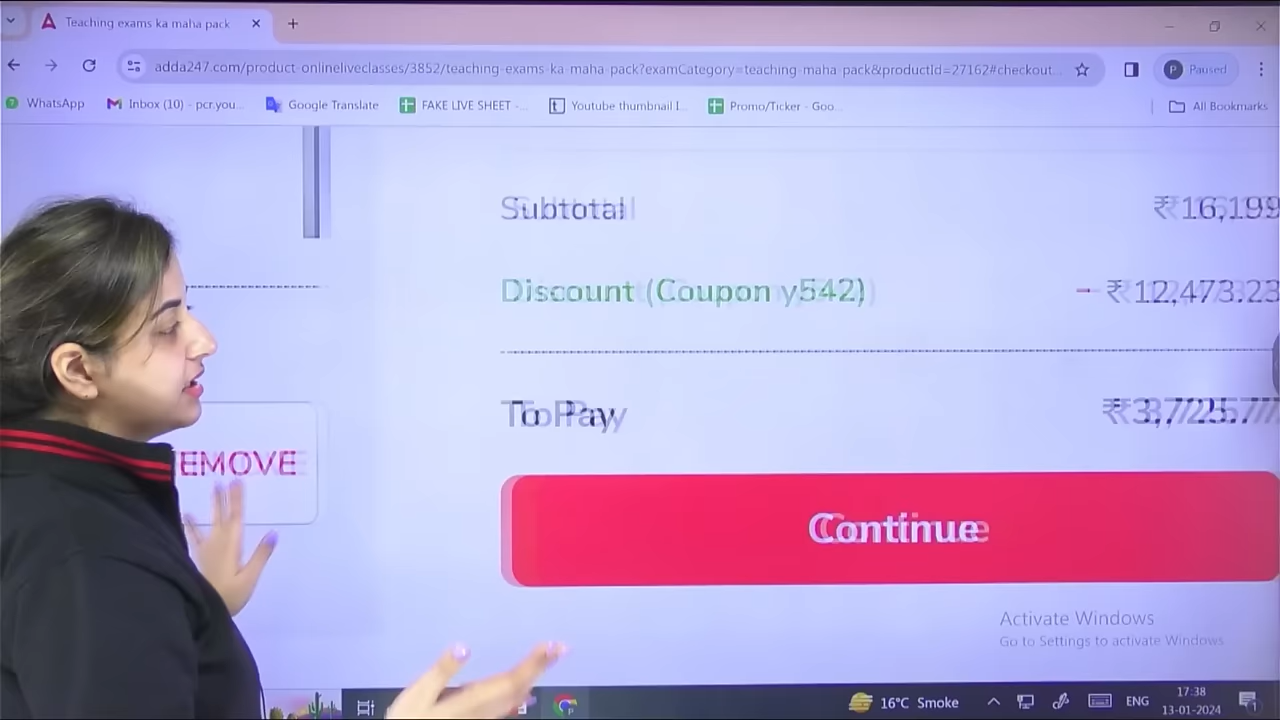 Teaching exams ka maha pack
adda247.com/product-onlineliveclasses/3852/teaching-exams-ka-maha-pack?examCategory=teaching-maha-pack&productId=27162#checkout...
Paused
WhatsApp
Inbox (10) - pcr.you...
Google Translate
FAKE LIVE SHEET -...
Youtube thumbnail I...
Promo/Ticker - Goo...
All Bookmarks
Subtotal ₹ 16,199
Discount (Coupon y542) - ₹ 12,473.23
To Pay ₹ 3,725.77
EMOVE
Continue
Activate Windows
Go to Settings to activate Windows.
16°C Smoke
ENG
17:38
13-01-2024